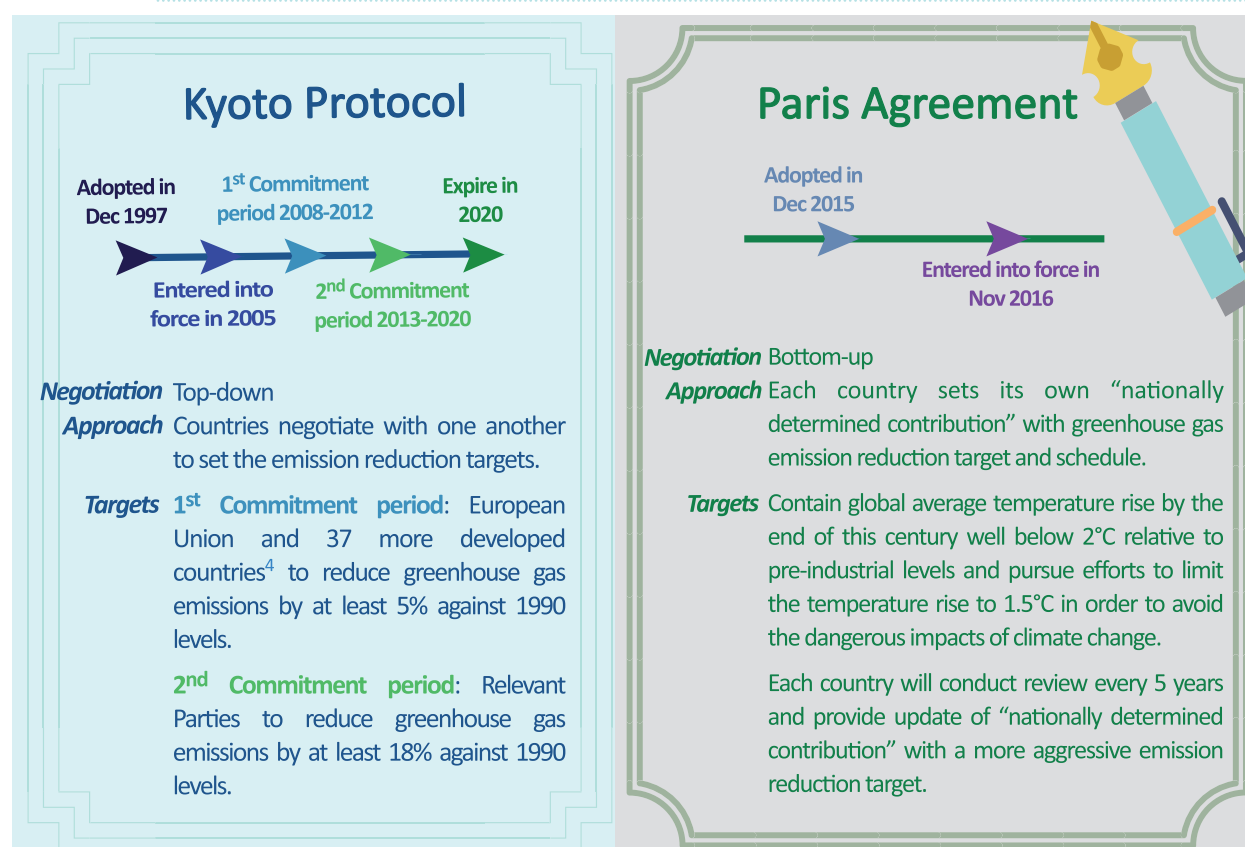 Kyoto Protocol
Adopted in
Dec 1997
1st Commitment
period 2008-2012
Expire in
2020
Entered into
force in 2005
2nd Commitment
period 2013-2020
Negotiation Top-down
Approach Countries negotiate with one another
to set the emission reduction targets.
Targets 1st Commitment period: European
Union and 37 more developed
countries4 to reduce greenhouse gas
emissions by at least 5% against 1990
levels.
2nd Commitment period: Relevant
Parties to reduce greenhouse gas
emissions by at least 18% against 1990
levels.
Paris Agreement
Adopted in
Dec 2015
Entered into force in
Nov 2016
Negotiation Bottom-up
Approach Each country sets its own “nationally
determined contribution” with greenhouse gas
emission reduction target and schedule.
Targets Contain global average temperature rise by the
end of this century well below 2°C relative to
pre-industrial levels and pursue efforts to limit
the temperature rise to 1.5°C in order to avoid
the dangerous impacts of climate change.
Each country will conduct review every 5 years
and provide update of “nationally determined
contribution” with a more aggressive emission
reduction target.